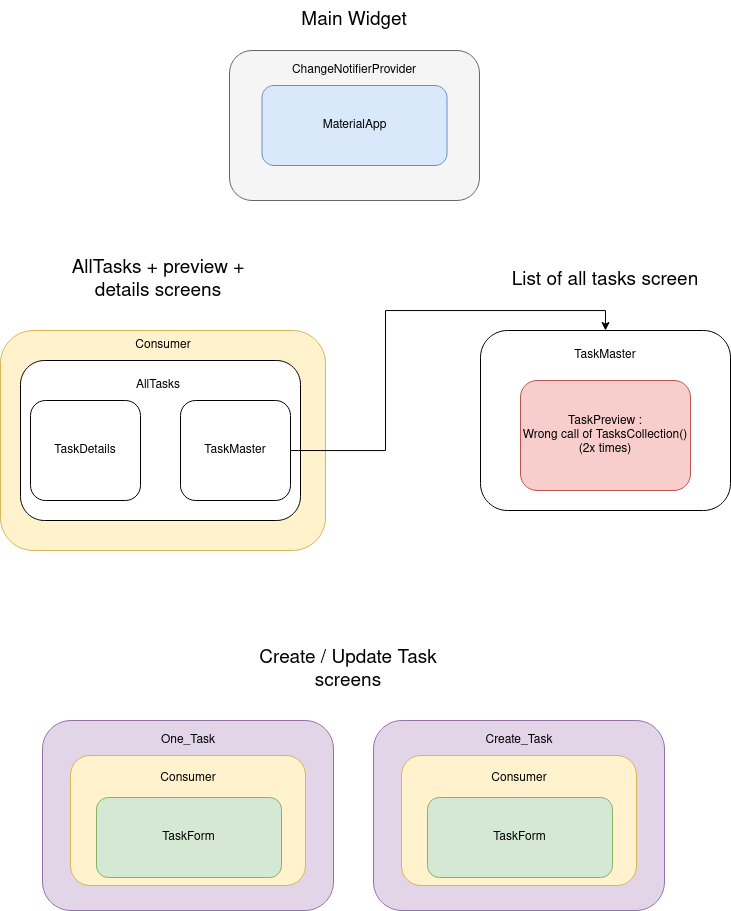 Main Widget
ChangeNotifierProvider
MaterialApp
AllTasks + preview +
details screens
List of all tasks screen
Consumer
AllTasks
TaskDetails
TaskMaster
TaskMaster
TaskPreview :
Wrong call of TasksCollection()
(2x times)
Create / Update Task
screens
One_Task
Consumer
TaskForm
Create_Task
Consumer
TaskForm